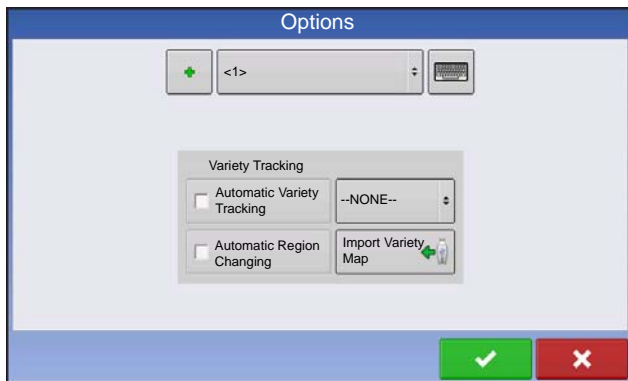 Options
<1>
Variety Tracking
Automatic Variety
Tracking
--NONE--
Automatic Region
Changing
Import Variety
Map